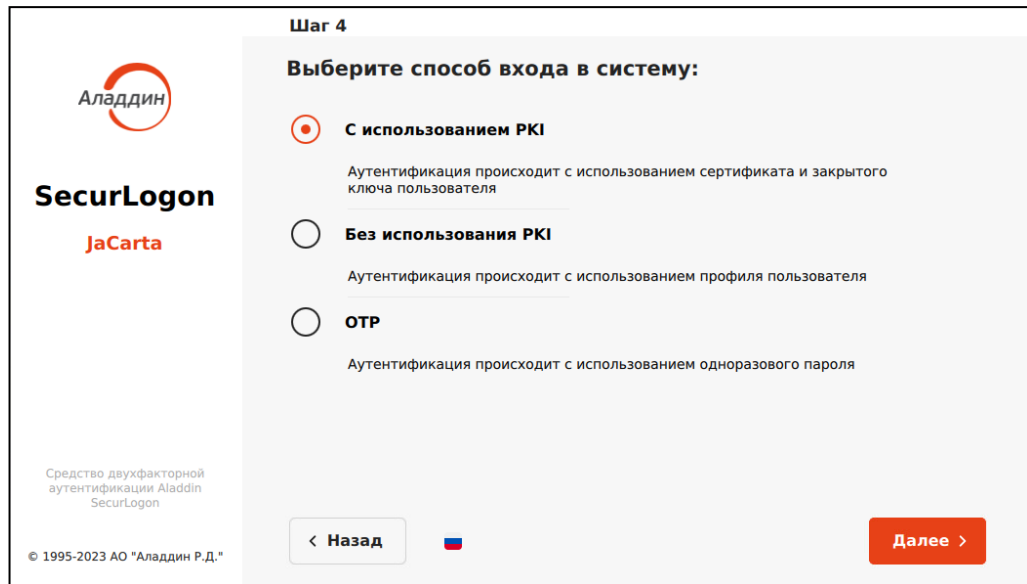 Шаг 4
Аладдин
SecurLogon
JaCarta
Выберите способ входа в систему:
С использованием PKI
Аутентификация происходит с использованием сертификата и закрытого
ключа пользователя
Без использования PKI
Аутентификация происходит с использованием профиля пользователя
OTP
Аутентификация происходит с использованием одноразового пароля
Средство двухфакторной
аутентификации Aladdin
SecurLogon
© 1995-2023 АО "Аладдин Р.Д."
Назад
Далее